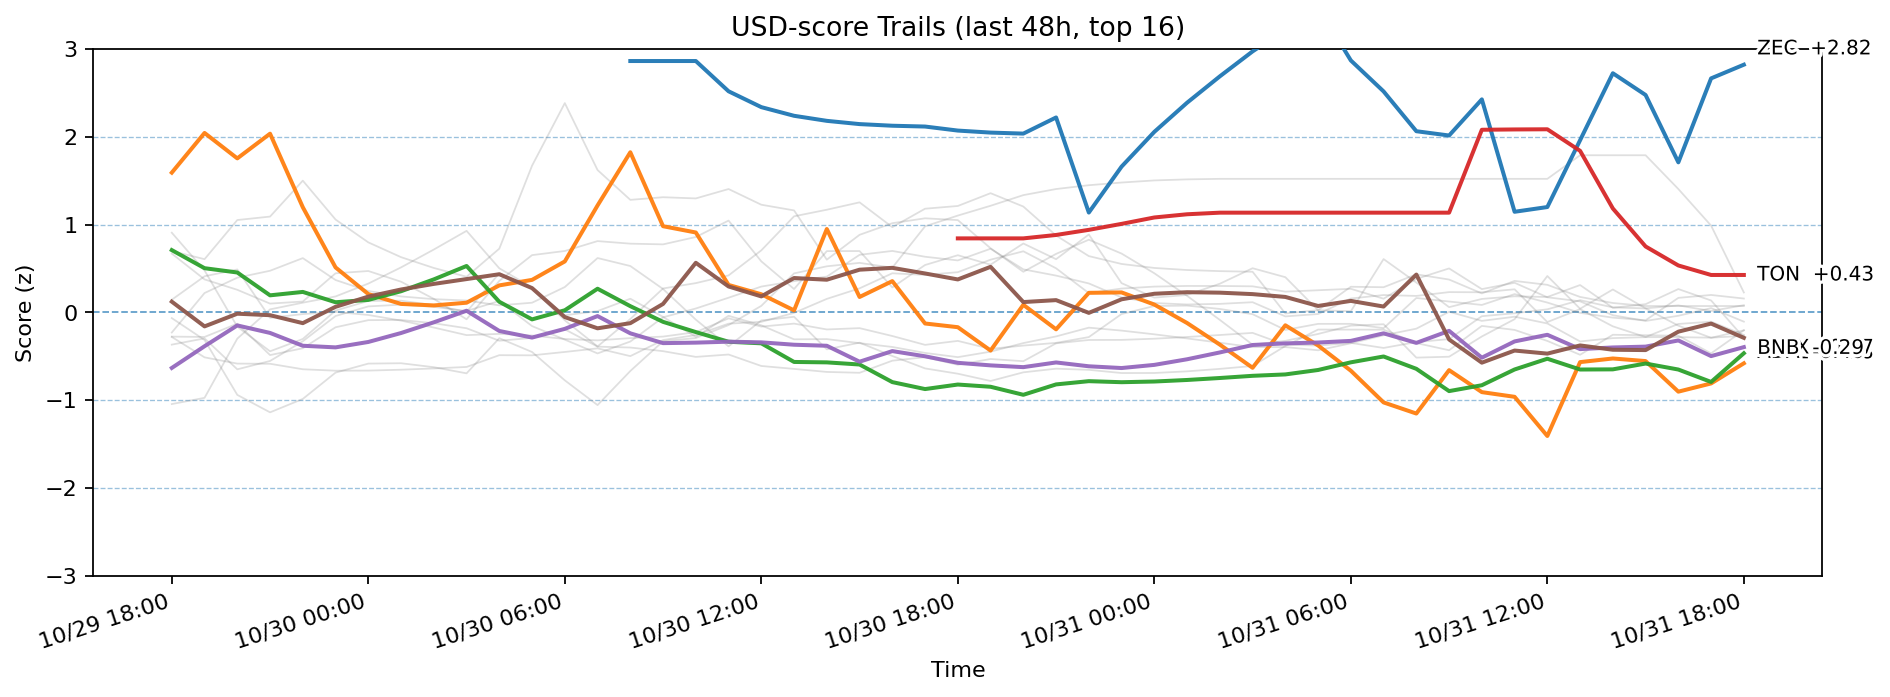 USD-score Trails (last 48h, top 16)
Score (z)
3
2
1
0
−1
−2
−3
ZEC +2.82
TON +0.43
BNB
10/29 18:00
10/30 00:00
10/30 06:00
10/30 12:00
10/30 18:00
10/31 00:00
10/31 06:00
10/31 12:00
10/31 18:00
Time